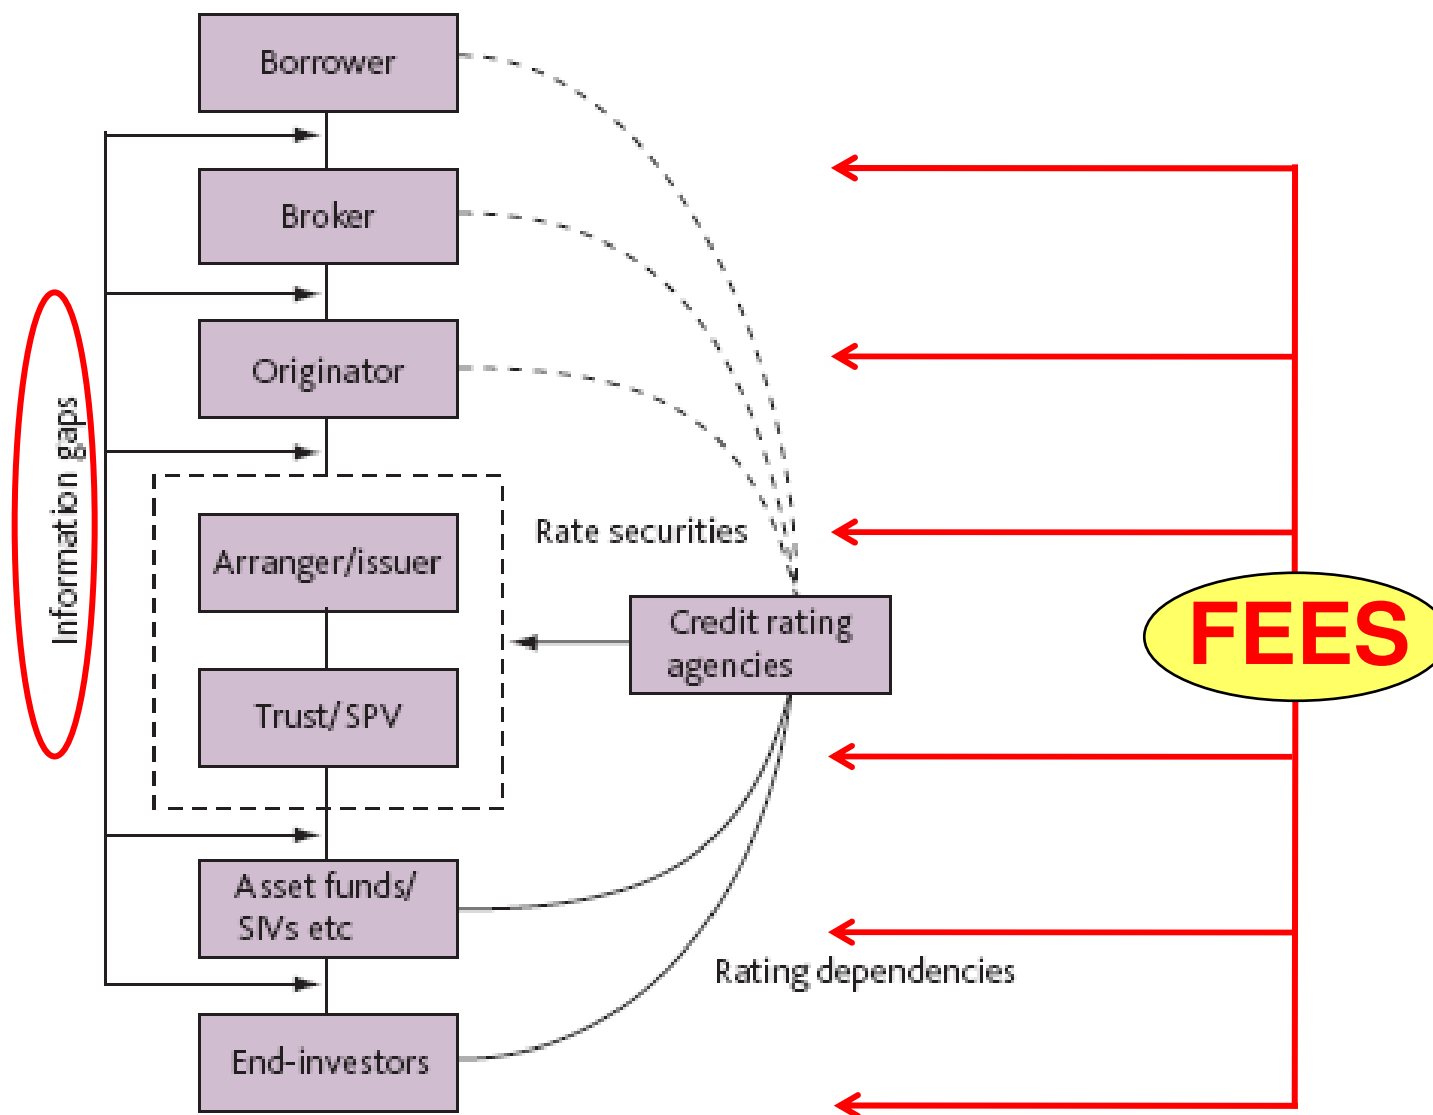 Borrower
Broker
Originator
Information gaps
Arranger/issuer
Rate securities
Credit rating
agencies
FEES
Trust/SPV
Asset funds/
SIVs etc
Rating dependencies
End-investors